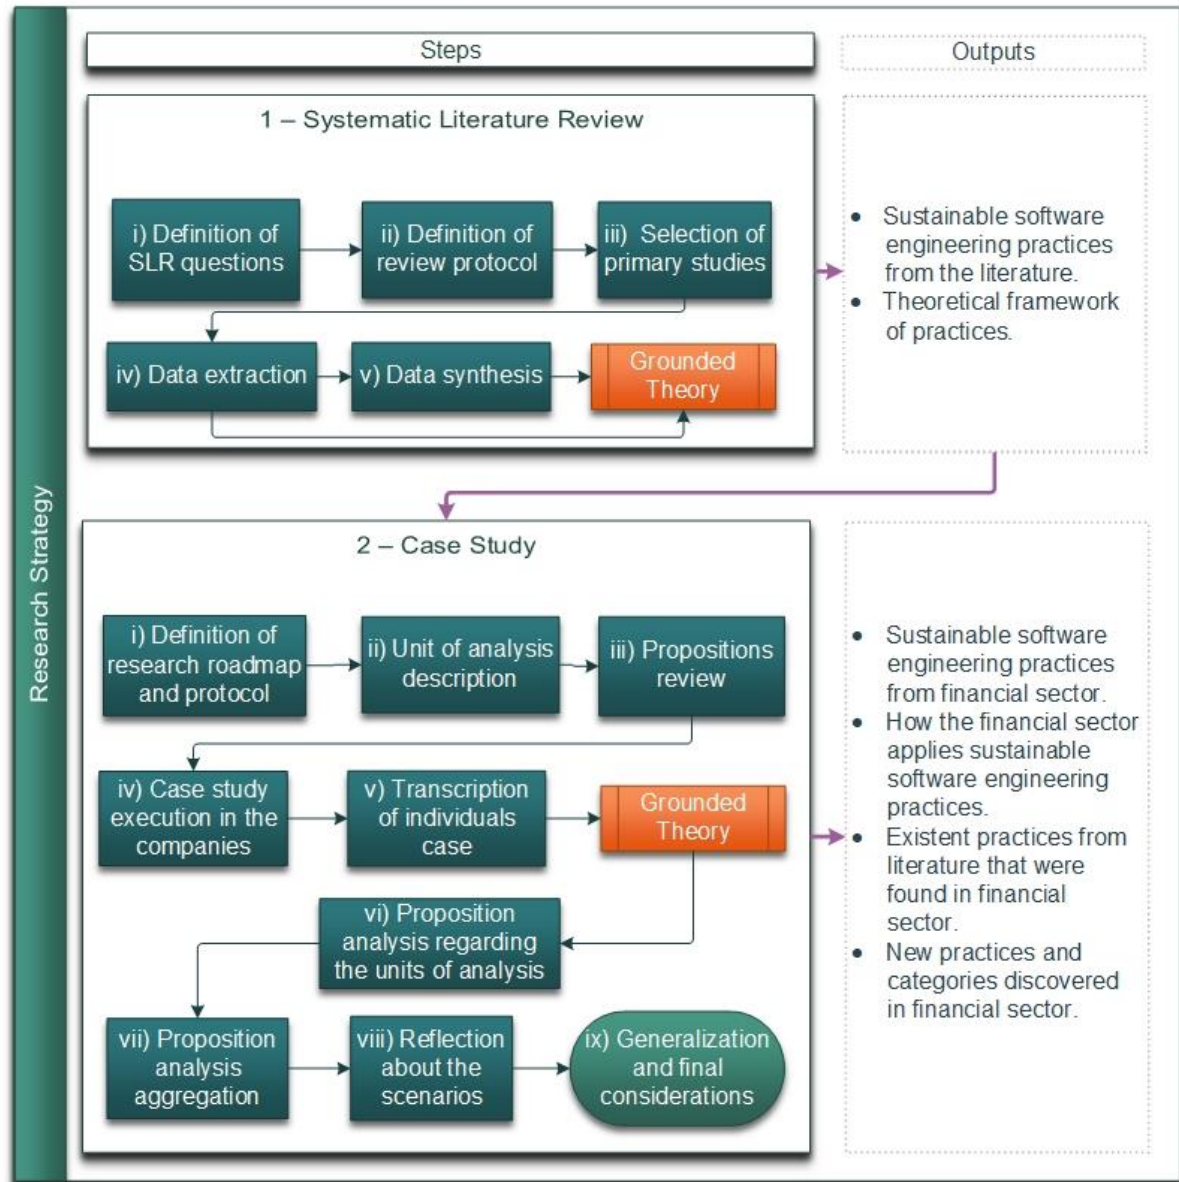 Research Strategy
Steps
Outputs
1 – Systematic Literature Review
i) Definition of
SLR questions
ii) Definition of
review protocol
iii) Selection of
primary studies
iv) Data extraction
v) Data synthesis
Grounded
Theory
• Sustainable software
engineering practices
from the literature.
• Theoretical framework
of practices.
2 – Case Study
i) Definition of
research roadmap
and protocol
ii) Unit of analysis
description
iii) Propositions
review
iv) Case study
execution in the
companies
v) Transcription
of individuals
case
Grounded
Theory
vi) Proposition
analysis regarding
the units of analysis
vii) Proposition
analysis
aggregation
viii) Reflection
about the
scenarios
ix) Generalization
and final
considerations
• Sustainable software
engineering practices
from financial sector.
• How the financial sector
applies sustainable
software engineering
practices.
• Existent practices from
literature that were
found in financial
sector.
• New practices and
categories discovered
in financial sector.